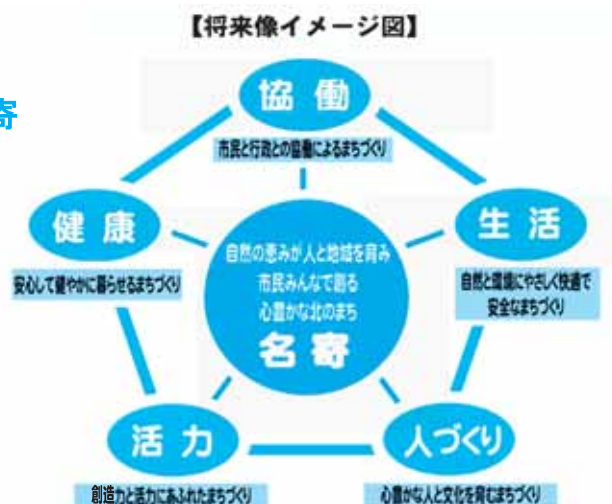 【将来像イメージ図】
寄
協働
市民と行政との協働によるまちづくり
健康
安心して健やかに暮らせるまちづくり
生活
自然と環境にやさしく快適で
安全なまちづくり
自然の恵みが人と地域を育み
市民みんなで創る
心豊かな北のまち
名寄
活力
創造力と活力にあふれたまちづくり
人づくり
心豊かな人と文化を育むまちづくり